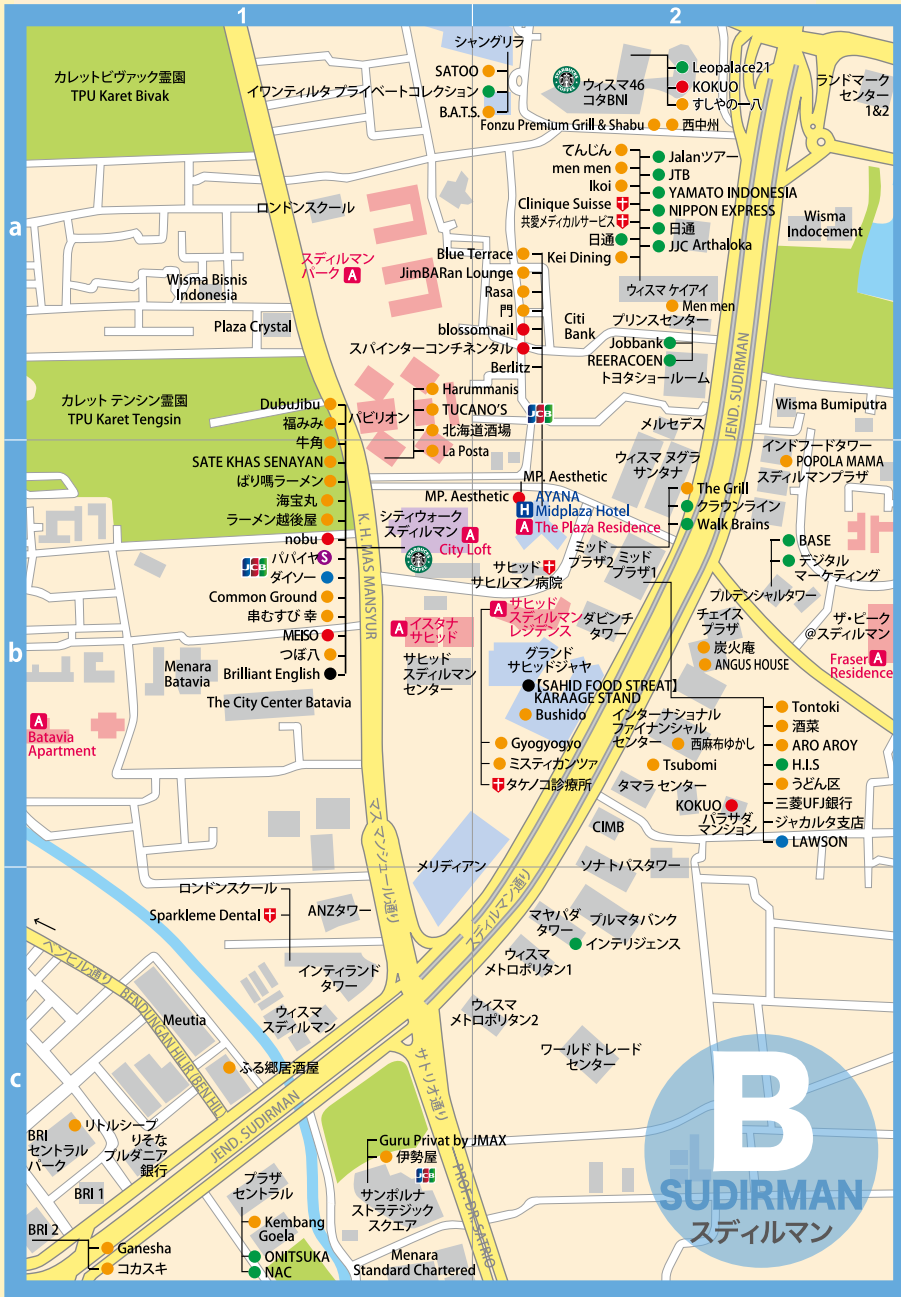 1
2
カレットビヴァック霊園
TPU Karet Bivak
シャングリラ
SATOO
イワンティルタ プライベートコレクション
B.A.T.S.
STARBUCKS
COFFEE
ウィスマ46
コタBNI
Leopalace21
KOKUO
すしやの一八
ランドマーク
センター
1&2
Fonzu Premium Grill & Shabu
西中州
てんじん
men men
Ikoi
Clinique Suisse
共愛メディカルサービス
日通
Kei Dining
Jalanツアー
JTB
YAMATO INDONESIA
NIPPON EXPRESS
日通
JJC Arthaloka
Wisma
Indocement
a
ロンドンスクール
スディルマン
パーク A
Wisma Bisnis
Indonesia
Plaza Crystal
Blue Terrace
JimBARan Lounge
Rasa
門
blossomnail
スパインターコンチネンタル
Berlitz
Citi
Bank
ウィスマ ケイアイ
Men men
プリンスセンター
Jobbank
REERACOEN
トヨタショールーム
JEND. SUDIRMAN
カレット テンシン霊園
TPU Karet Tengsin
DubuJibu
福みみ
牛角
SATE KHAS SENAYAN
ぱり嗎ラーメン
海宝丸
ラーメン越後屋
nobu
パパイヤ S
JCB
ダイソー
Common Ground
串むすび 幸
MEISO
つぼ八
Brilliant English
パビリオン
Harummanis
TUCANO'S
北海道酒場
La Posta
JCB
メルセデス
Wisma Bumiputra
ウィスマ ヌグラ
サンタナ
インドフードタワー
POPOLA MAMA
スディルマンプラザ
MP. Aesthetic
MP. Aesthetic
AYANA
H Midplaza Hotel
A The Plaza Residence
The Grill
クラウンライン
Walk Brains
ミッド
プラザ2
ミッド
プラザ1
BASE
デジタル
マーケティング
プルデンシャルタワー
K. H. MAS MANSYUR
シティウォーク
スディルマン
A
City Loft
STARBUCKS
COFFEE
サヒッド
サヒルマン病院
b
A イスタナ
サヒッド
サヒッド
スディルマン
センター
A サヒッド
スディルマン
レジデンス
ダビンチ
タワー
チェイス
プラザ
炭火庵
ANGUS HOUSE
ザ・ピーク
@スディルマン
Fraser A
Residence
グランド
サヒッドジャヤ
【SAHID FOOD STREAT】
KARAAGE STAND
Bushido
Menara
Batavia
The City Center Batavia
A
Batavia
Apartment
Gyogyogyo
ミスティカンツァ
タケノコ診療所
インターナショナル
ファイナンシャル
センター
西麻布ゆかし
Tsubomi
タマラ センター
KOKUO
パラサダ
マンション
CIMB
Tontoki
酒菜
ARO AROY
H.I.S
うどん区
三菱UFJ銀行
ジャカルタ支店
LAWSON
マス マンシュール通り
メリディアン
ソナトパスタワー
スディルマン通り
ロンドンスクール
Sparkleme Dental
ANZタワー
マヤパダ
タワー
プルマタバンク
インテリジェンス
ウィスマ
メトロポリタン1
インティランド
タワー
ベンヒル通り
BENDUNGAN HILIR (BEN HIL)
Meutia
ウィスマ
スディルマン
ウィスマ
メトロポリタン2
ワールド トレード
センター
c
ふる郷居酒屋
サトリオ通り
JEND. SUDIRMAN
リトルシープ
BRI
セントラル
パーク
りそな
プルダニア
銀行
BRI 1
BRI 2
Ganesha
コカスキ
プラザ
セントラル
Kembang
Goela
ONITSUKA
NAC
Guru Privat by JMAX
伊勢屋
JCB
サンポルナ
ストラテジック
スクエア
Menara
Standard Chartered
PROF. DR. SATRIO
B
SUDIRMAN
スディルマン